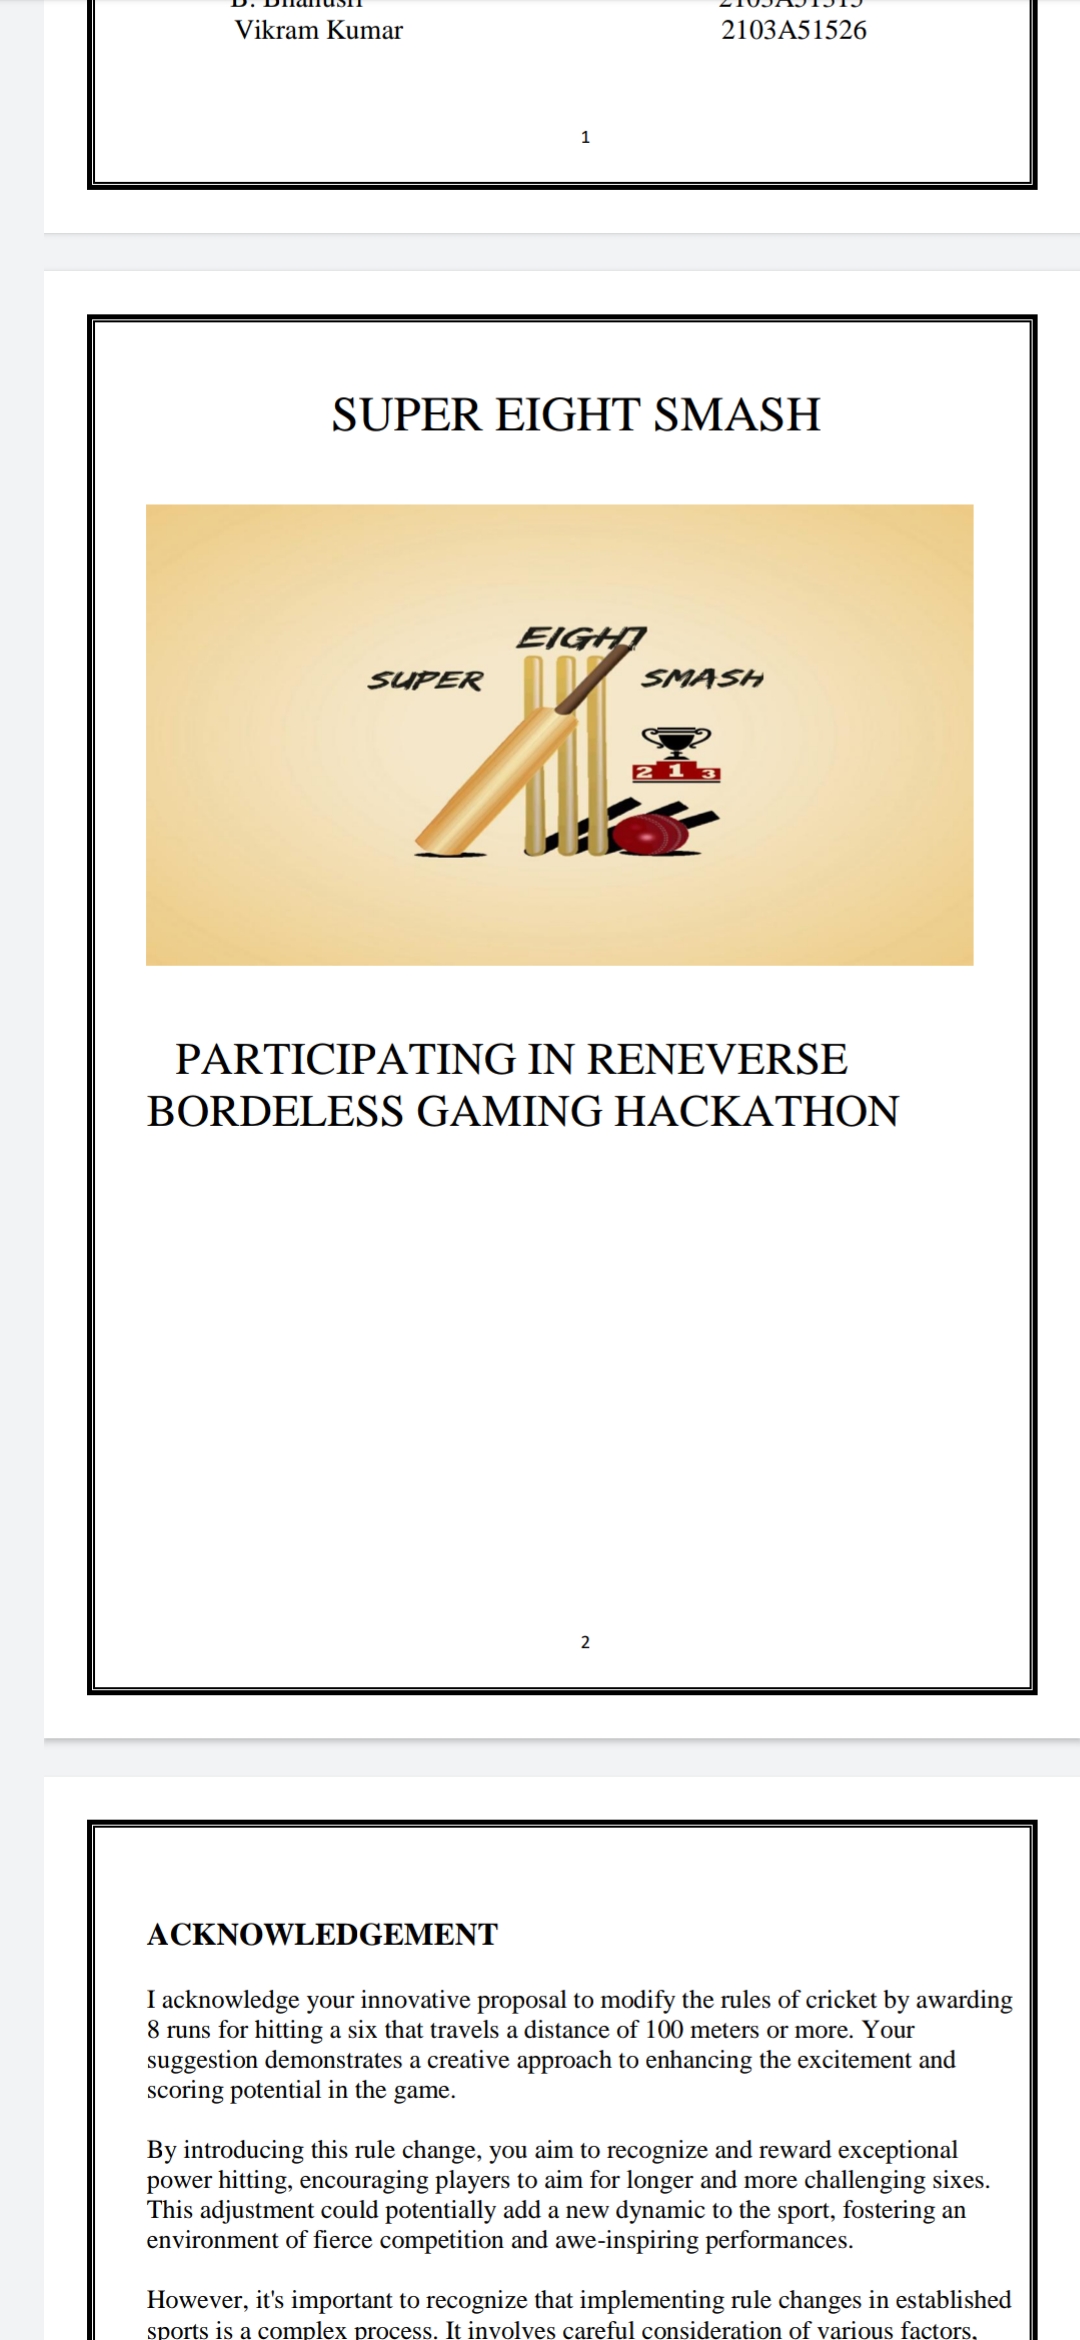 Vikram Kumar 2103A51526
1
SUPER EIGHT SMASH
EIGHT
SUPER
SMASH
2 1 3
PARTICIPATING IN RENEVERSE
BORDELESS GAMING HACKATHON
2
ACKNOWLEDGEMENT
I acknowledge your innovative proposal to modify the rules of cricket by awarding
8 runs for hitting a six that travels a distance of 100 meters or more. Your
suggestion demonstrates a creative approach to enhancing the excitement and
scoring potential in the game.
By introducing this rule change, you aim to recognize and reward exceptional
power hitting, encouraging players to aim for longer and more challenging sixes.
This adjustment could potentially add a new dynamic to the sport, fostering an
environment of fierce competition and awe-inspiring performances.
However, it's important to recognize that implementing rule changes in established
sports is a complex process. It involves careful consideration of various factors,